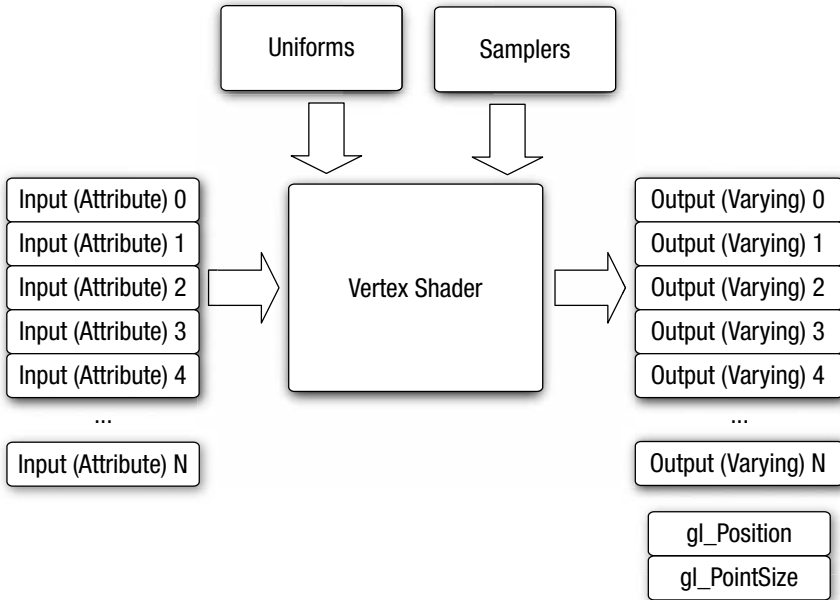 Uniforms
Samplers
Input (Attribute) 0
Input (Attribute) 1
Input (Attribute) 2
Input (Attribute) 3
Input (Attribute) 4
...
Input (Attribute) N
Vertex Shader
Output (Varying) 0
Output (Varying) 1
Output (Varying) 2
Output (Varying) 3
Output (Varying) 4
...
Output (Varying) N
gl_Position
gl_PointSize